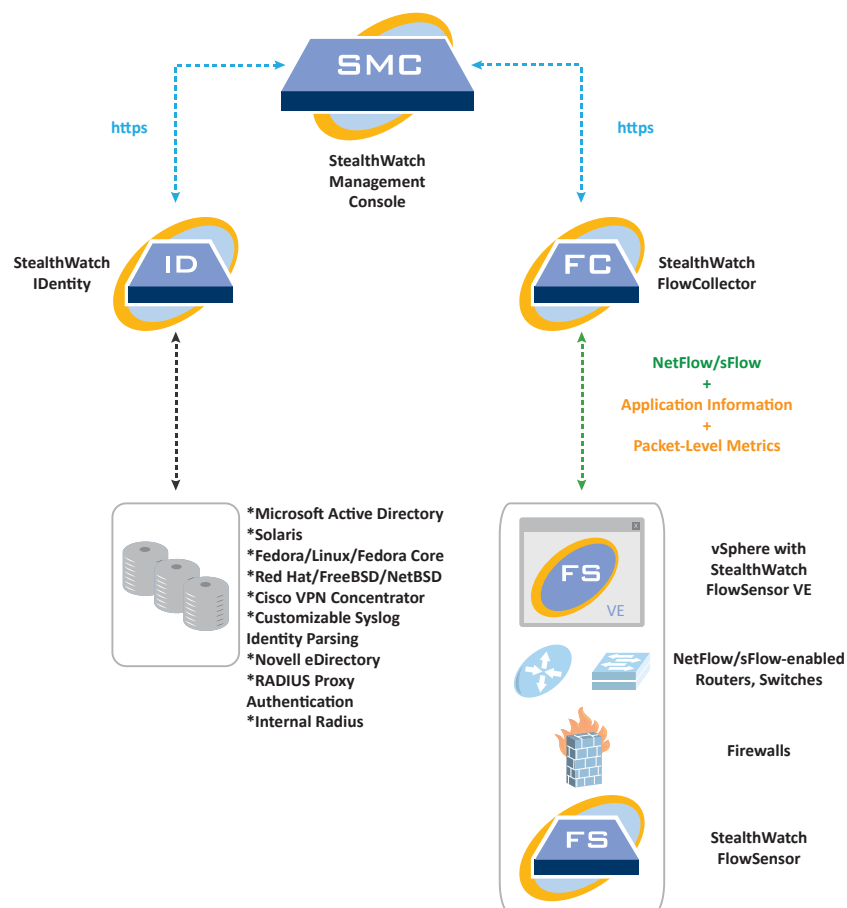 SMC
https
https
StealthWatch
Management
Console
StealthWatch
IDentity
ID
FC
StealthWatch
FlowCollector
NetFlow/sFlow
+
Application Information
+
Packet-Level Metrics
*Microsoft Active Directory
*Solaris
*Fedora/Linux/Fedora Core
*Red Hat/FreeBSD/NetBSD
*Cisco VPN Concentrator
*Customizable Syslog
Identity Parsing
*Novell eDirectory
*RADIUS Proxy
Authentication
*Internal Radius
X
FS
VE
vSphere with
StealthWatch
FlowSensor VE
NetFlow/sFlow-enabled
Routers, Switches
Firewalls
FS
StealthWatch
FlowSensor